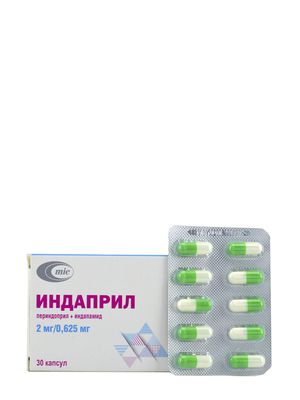 mic
ИНДАПРИЛ
периндоприл + индапамид
2 мг/0,625 мг
30 капсул